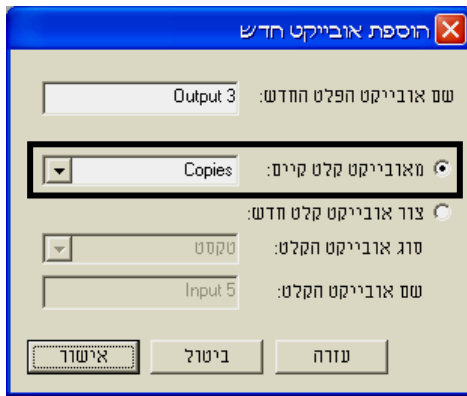 הוספת אובייקט חדש
שם אובייקט הפלט החדש: Output 3
מאובייקט קלט קיים: Copies
צור אובייקט קלט חדש:
סוג אובייקט הקלט: טקסט
שם אובייקט הקלט: Input 5
עזרה ביטול אישור